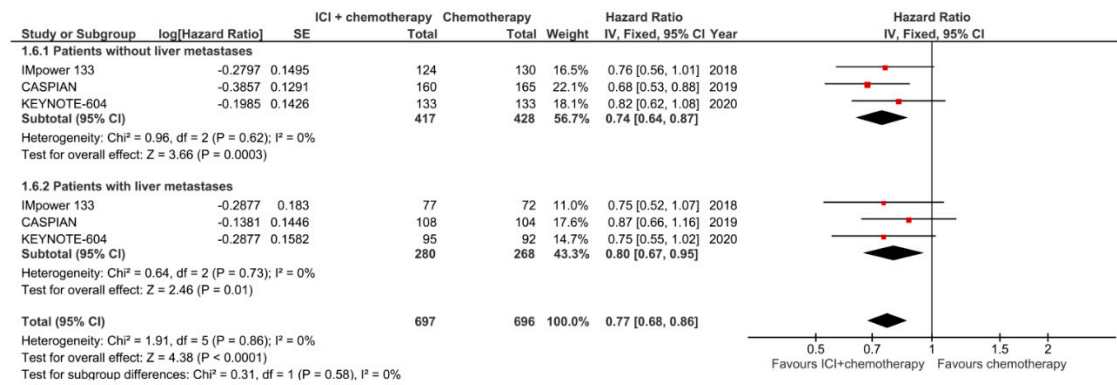 ICI + chemotherapy Chemotherapy Hazard Ratio Hazard Ratio
Study or Subgroup log[Hazard Ratio] SE Total Total Weight IV, Fixed, 95% CI Year IV, Fixed, 95% CI
1.6.1 Patients without liver metastases
IMpower 133 -0.2797 0.1495 124 130 16.5% 0.76 [0.56, 1.01] 2018
CASPIAN -0.3857 0.1291 160 165 22.1% 0.68 [0.53, 0.88] 2019
KEYNOTE-604 -0.1985 0.1426 133 133 18.1% 0.82 [0.62, 1.08] 2020
Subtotal (95% CI) 417 428 56.7% 0.74 [0.64, 0.87]
Heterogeneity: Chi² = 0.96, df = 2 (P = 0.62); I² = 0%
Test for overall effect: Z = 3.66 (P = 0.0003)
1.6.2 Patients with liver metastases
IMpower 133 -0.2877 0.183 77 72 11.0% 0.75 [0.52, 1.07] 2018
CASPIAN -0.1381 0.1446 108 104 17.6% 0.87 [0.66, 1.16] 2019
KEYNOTE-604 -0.2877 0.1582 95 92 14.7% 0.75 [0.55, 1.02] 2020
Subtotal (95% CI) 280 268 43.3% 0.80 [0.67, 0.95]
Heterogeneity: Chi² = 0.64, df = 2 (P = 0.73); I² = 0%
Test for overall effect: Z = 2.46 (P = 0.01)
Total (95% CI) 697 696 100.0% 0.77 [0.68, 0.86]
Heterogeneity: Chi² = 1.91, df = 5 (P = 0.86); I² = 0%
Test for overall effect: Z = 4.38 (P < 0.0001)
Test for subgroup differences: Chi² = 0.31, df = 1 (P = 0.58), I² = 0%
0.5 0.7 1 1.5 2
Favours ICI+chemotherapy Favours chemotherapy